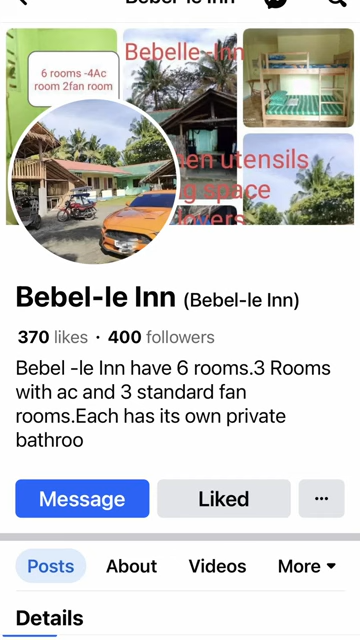 Bebel-le Inn
6 rooms -4Ac
room 2fan room
Bebelle-Inn
en utensils
g space
lovers
Bebel-le Inn (Bebel-le Inn)
370 likes · 400 followers
Bebel -le Inn have 6 rooms.3 Rooms
with ac and 3 standard fan
rooms.Each has its own private
bathroo
Message
Liked
...
Posts
About
Videos
More
Details